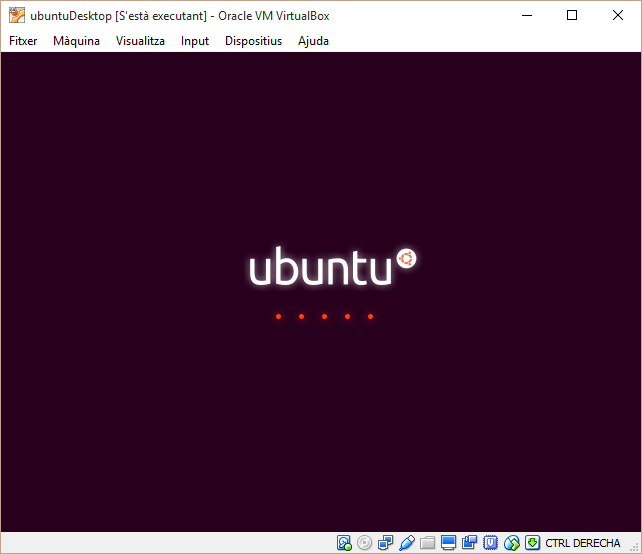 ubuntuDesktop [S'està executant] - Oracle VM VirtualBox
Fitxer Màquina Visualitza Input Dispositius Ajuda
ubuntu
CTRL DERECHA